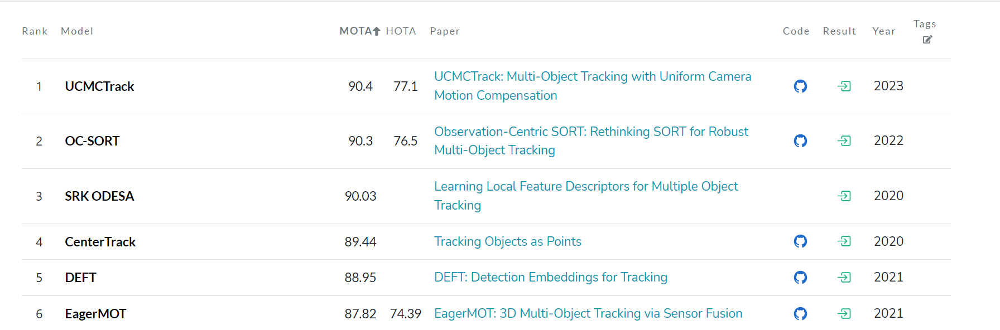 Rank Model MOTA HOTA Paper Code Result Year Tags
1 UCMCTrack 90.4 77.1 UCMCTrack: Multi-Object Tracking with Uniform Camera
Motion Compensation 2023
2 OC-SORT 90.3 76.5 Observation-Centric SORT: Rethinking SORT for Robust
Multi-Object Tracking 2022
3 SRK ODESA 90.03 Learning Local Feature Descriptors for Multiple Object
Tracking 2020
4 CenterTrack 89.44 Tracking Objects as Points 2020
5 DEFT 88.95 DEFT: Detection Embeddings for Tracking 2021
6 EagerMOT 87.82 74.39 EagerMOT: 3D Multi-Object Tracking via Sensor Fusion 2021